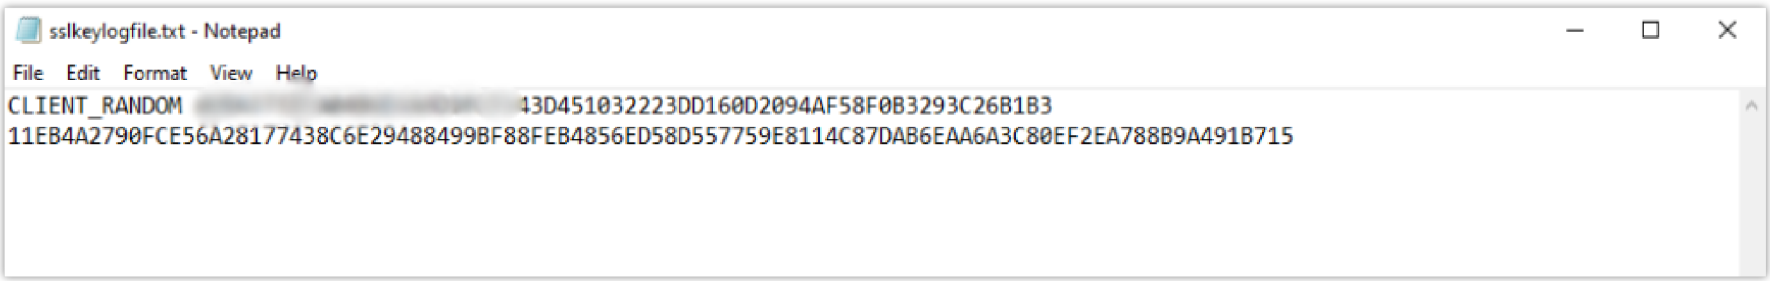 sslkeylogfile.txt - Notepad
File Edit Format View Help
CLIENT_RANDOM 43D451032223DD160D2094AF58F0B3293C26B1B3
11EB4A2790FCE56A28177438C6E29488499BF88FEB4856ED58D557759E8114C87DAB6EAA6A3C80EF2EA788B9A491B715